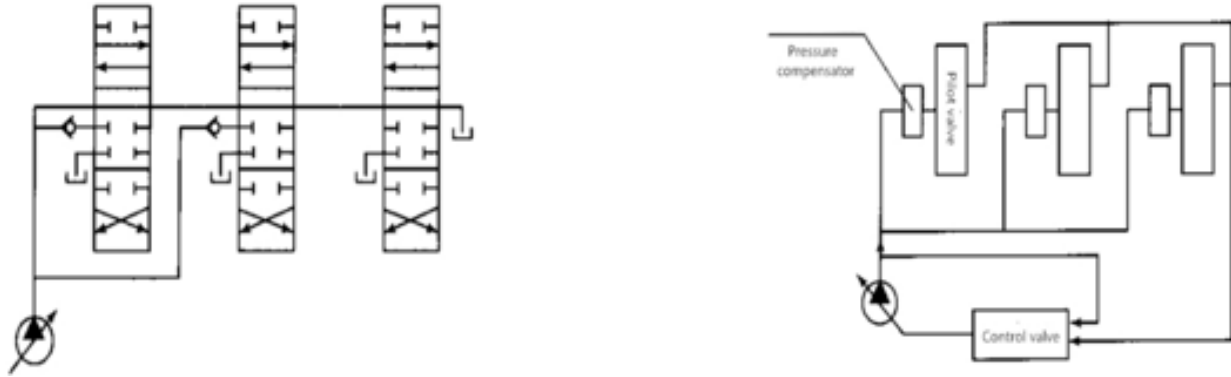 Pressure
compensator
Pilot valve
Control valve